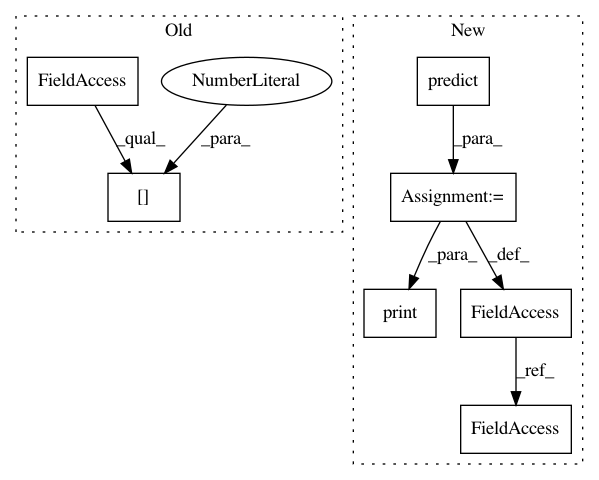 Old
New
FieldAccess
NumberLiteral
predict
_qual_
_para_
_para_
[]
Assignment:=
_para_
_def_
print
FieldAccess
_ref_
FieldAccess